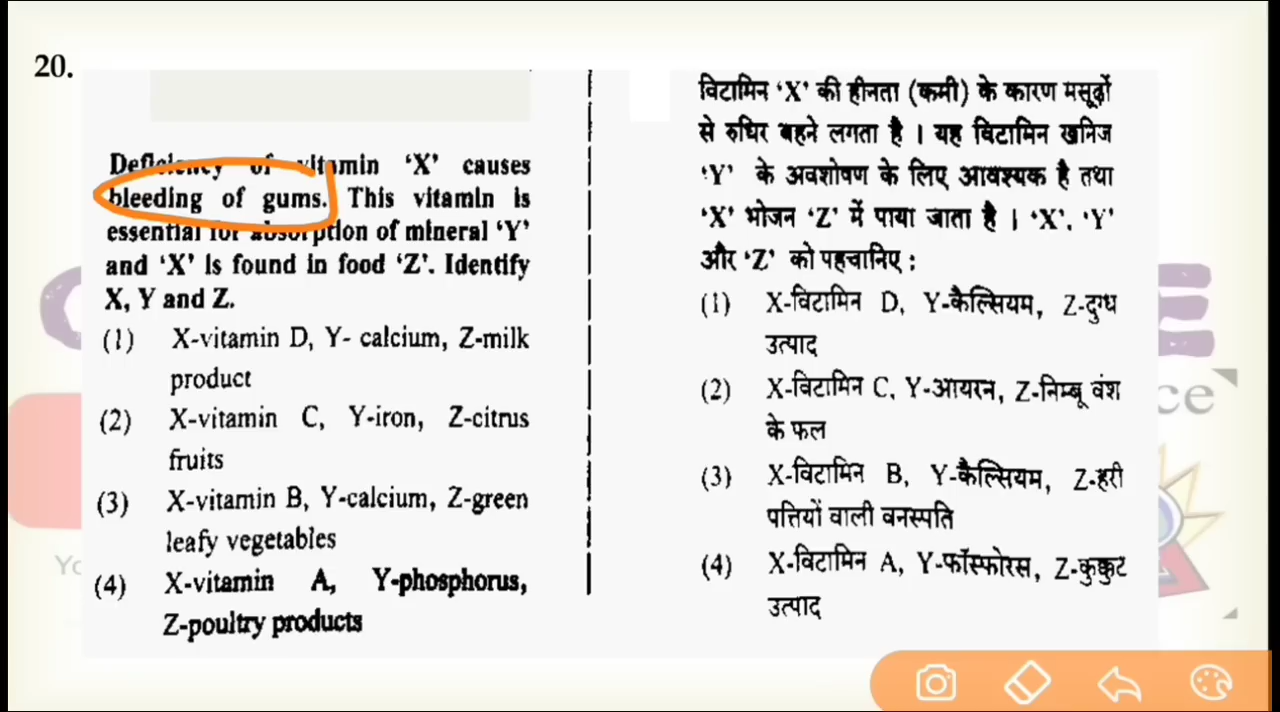 20.
Deficiency of vitamin ‘X’ causes
bleeding of gums. This vitamin is
essential for absorption of mineral ‘Y’
and ‘X’ is found in food ‘Z’. Identify
X, Y and Z.
(1) X-vitamin D, Y- calcium, Z-milk
product
(2) X-vitamin C, Y-iron, Z-citrus
fruits
(3) X-vitamin B, Y-calcium, Z-green
leafy vegetables
(4) X-vitamin A, Y-phosphorus,
Z-poultry products
विटामिन ‘X’ की हीनता (कमी) के कारण मसूढ़ों
से रुधिर बहने लगता है । यह विटामिन खनिज
‘Y’ के अवशोषण के लिए आवश्यक है तथा
‘X’ भोजन ‘Z’ में पाया जाता है । ‘X’, ‘Y’
और ‘Z’ को पहचानिए :
(1) X-विटामिन D, Y-कैल्सियम, Z-दुग्ध
उत्पाद
(2) X-विटामिन C, Y-आयरन, Z-निम्बू वंश
के फल
(3) X-विटामिन B, Y-कैल्सियम, Z-हरी
पत्तियों वाली वनस्पति
(4) X-विटामिन A, Y-फॉस्फोरस, Z-कुक्कुट
उत्पाद